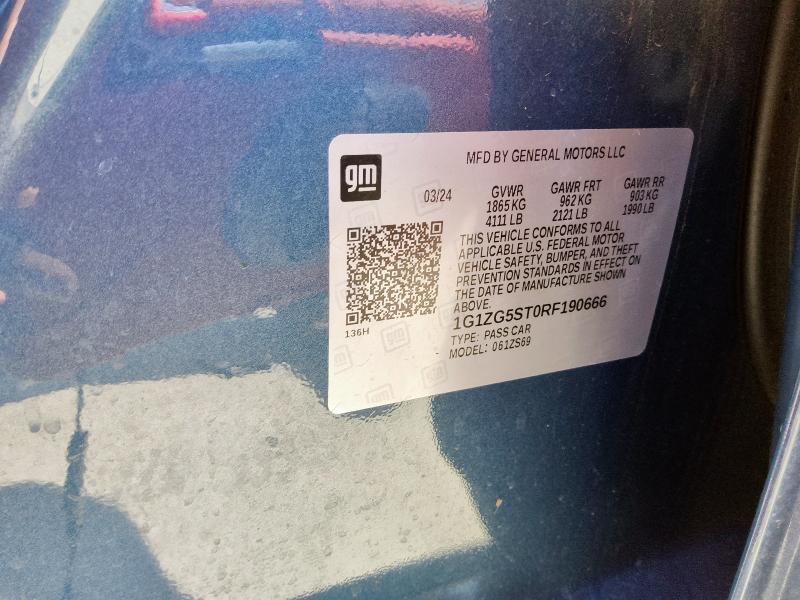 gm
MFD BY GENERAL MOTORS LLC
03/24
GVWR GAWR FRT GAWR RR
1865 KG 962 KG 903 KG
4111 LB 2121 LB 1990 LB
THIS VEHICLE CONFORMS TO ALL
APPLICABLE U.S. FEDERAL MOTOR
VEHICLE SAFETY, BUMPER, AND THEFT
PREVENTION STANDARDS IN EFFECT ON
THE DATE OF MANUFACTURE SHOWN
ABOVE.
1G1ZG5ST0RF190666
136H
TYPE: PASS CAR
MODEL: 061ZS69